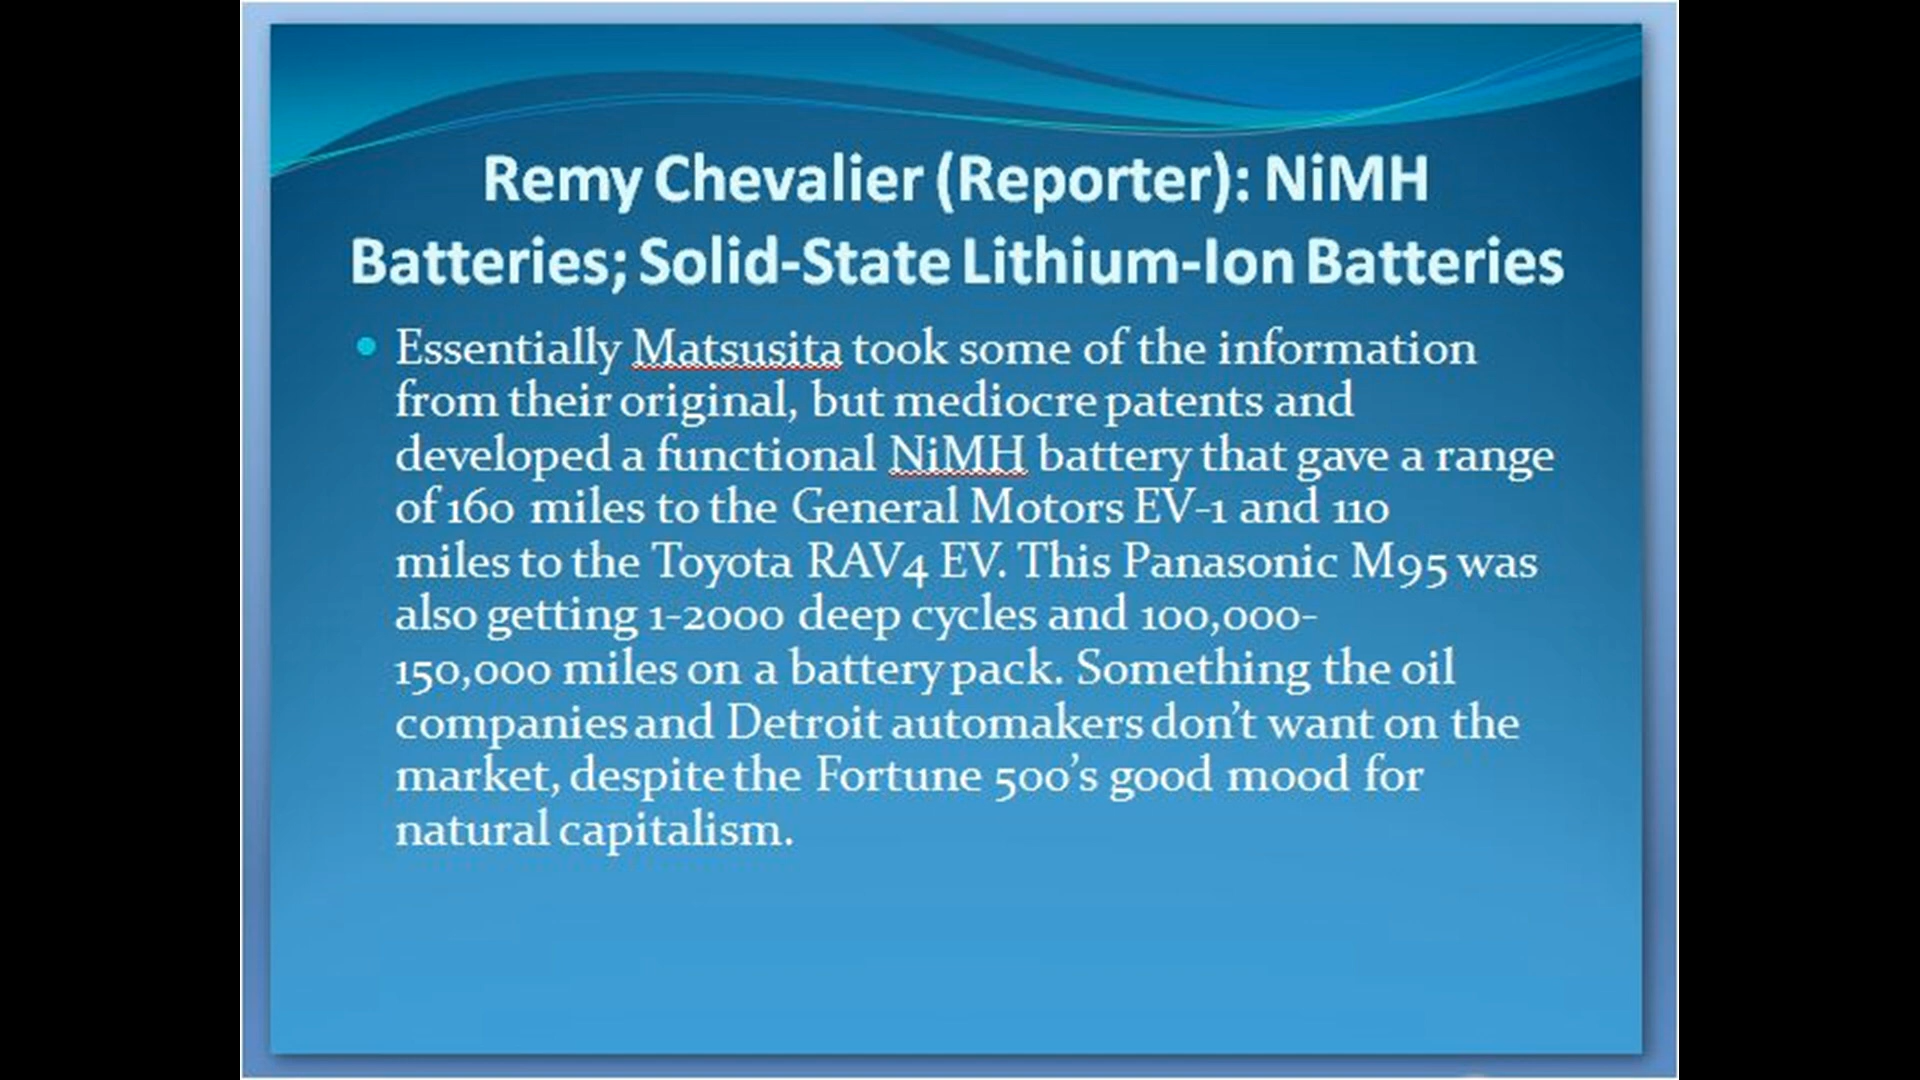 Remy Chevalier (Reporter): NiMH
Batteries; Solid-State Lithium-Ion Batteries
Essentially Matsusita took some of the information
from their original, but mediocre patents and
developed a functional NiMH battery that gave a range
of 160 miles to the General Motors EV-1 and 110
miles to the Toyota RAV4 EV. This Panasonic M95 was
also getting 1-2000 deep cycles and 100,000-
150,000 miles on a battery pack. Something the oil
companies and Detroit automakers don’t want on the
market, despite the Fortune 500’s good mood for
natural capitalism.